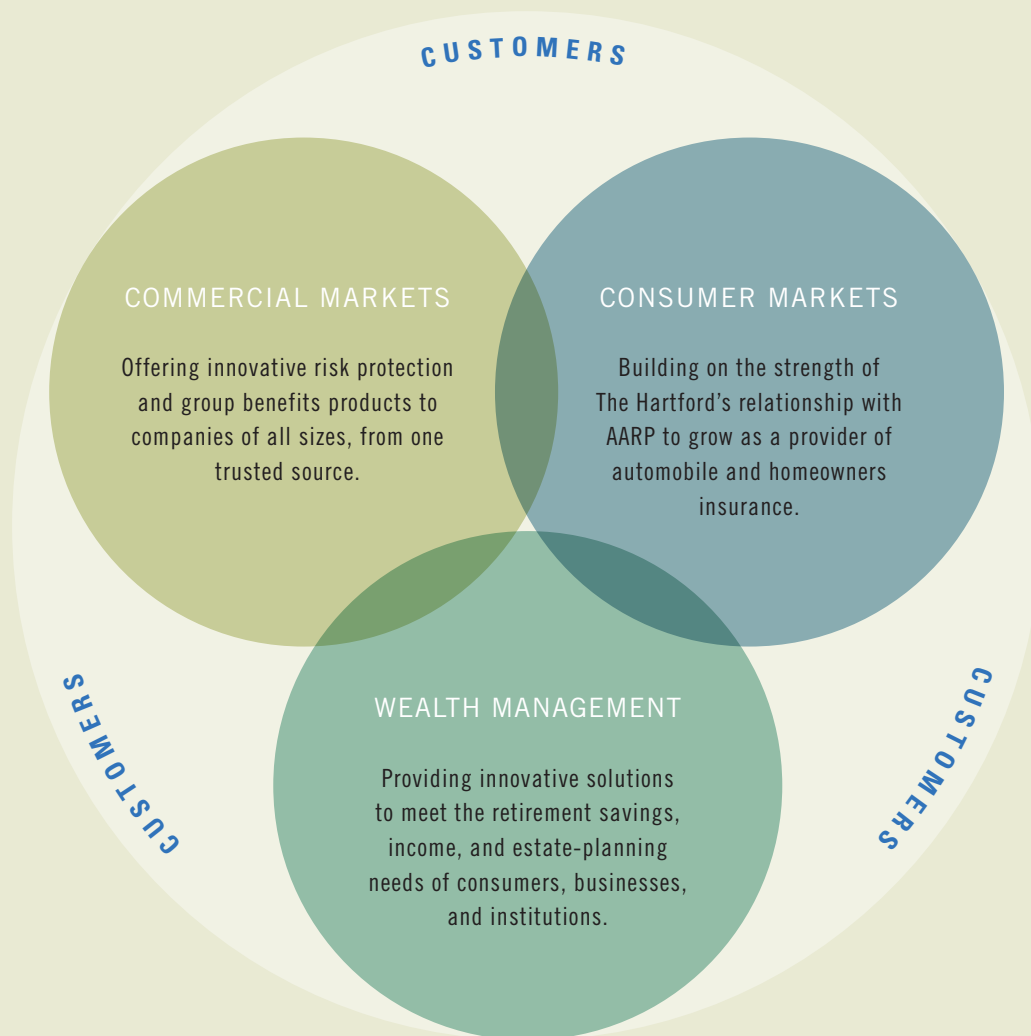 CUSTOMERS
COMMERCIAL MARKETS
Offering innovative risk protection
and group benefits products to
companies of all sizes, from one
trusted source.
CONSUMER MARKETS
Building on the strength of
The Hartford’s relationship with
AARP to grow as a provider of
automobile and homeowners
insurance.
CUSTOMERS
CUSTOMERS
WEALTH MANAGEMENT
Providing innovative solutions
to meet the retirement savings,
income, and estate-planning
needs of consumers, businesses,
and institutions.